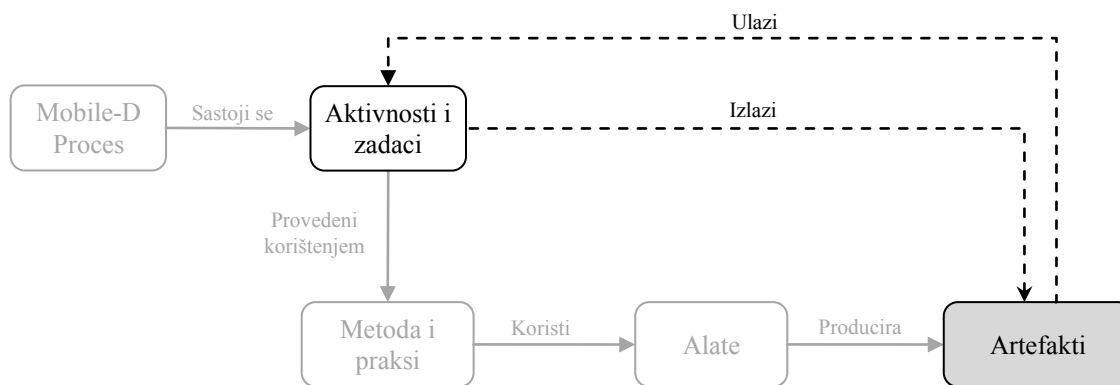 Ulazi
Mobile-D
Proces
Sastoji se
Aktivnosti i
zadaci
Izlazi
Provedeni
korištenjem
Metoda i
praksi
Koristi
Alate
Producira
Artefakti